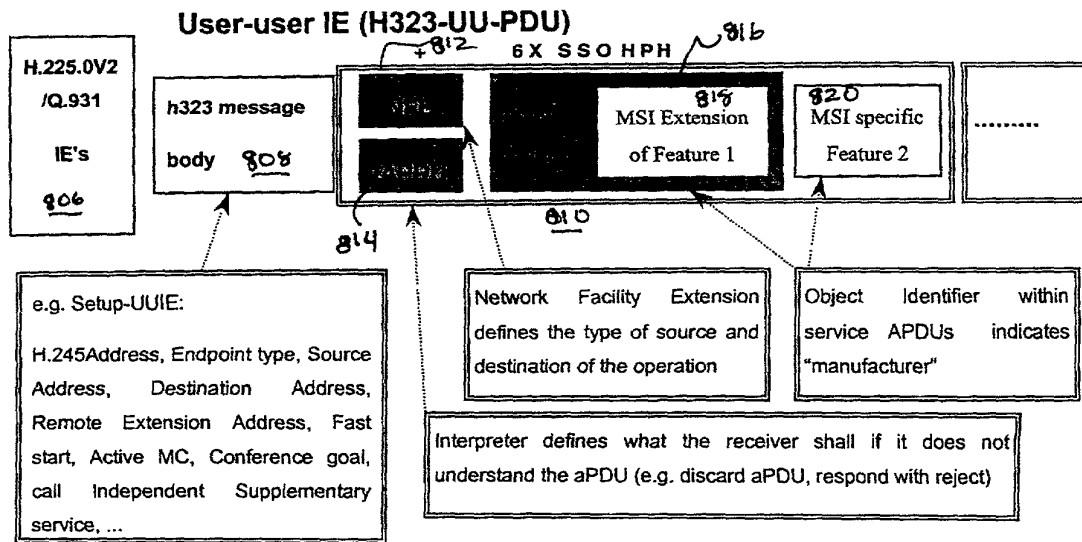 User-user IE (H323-UU-PDU)
H.225.0V2
/Q.931
IE's
806
h323 message
body 808
812
6X SSO HPH
816
814
818
MSI Extension
of Feature 1
820
MSI specific
Feature 2
.........
810
e.g. Setup-UUIE:
H.245Address, Endpoint type, Source
Address, Destination Address,
Remote Extension Address, Fast
start, Active MC, Conference goal,
call Independent Supplementary
service, ...
Network Facility Extension
defines the type of source and
destination of the operation
Object Identifier within
service APDUs indicates
"manufacturer"
Interpreter defines what the receiver shall if it does not
understand the aPDU (e.g. discard aPDU, respond with reject)